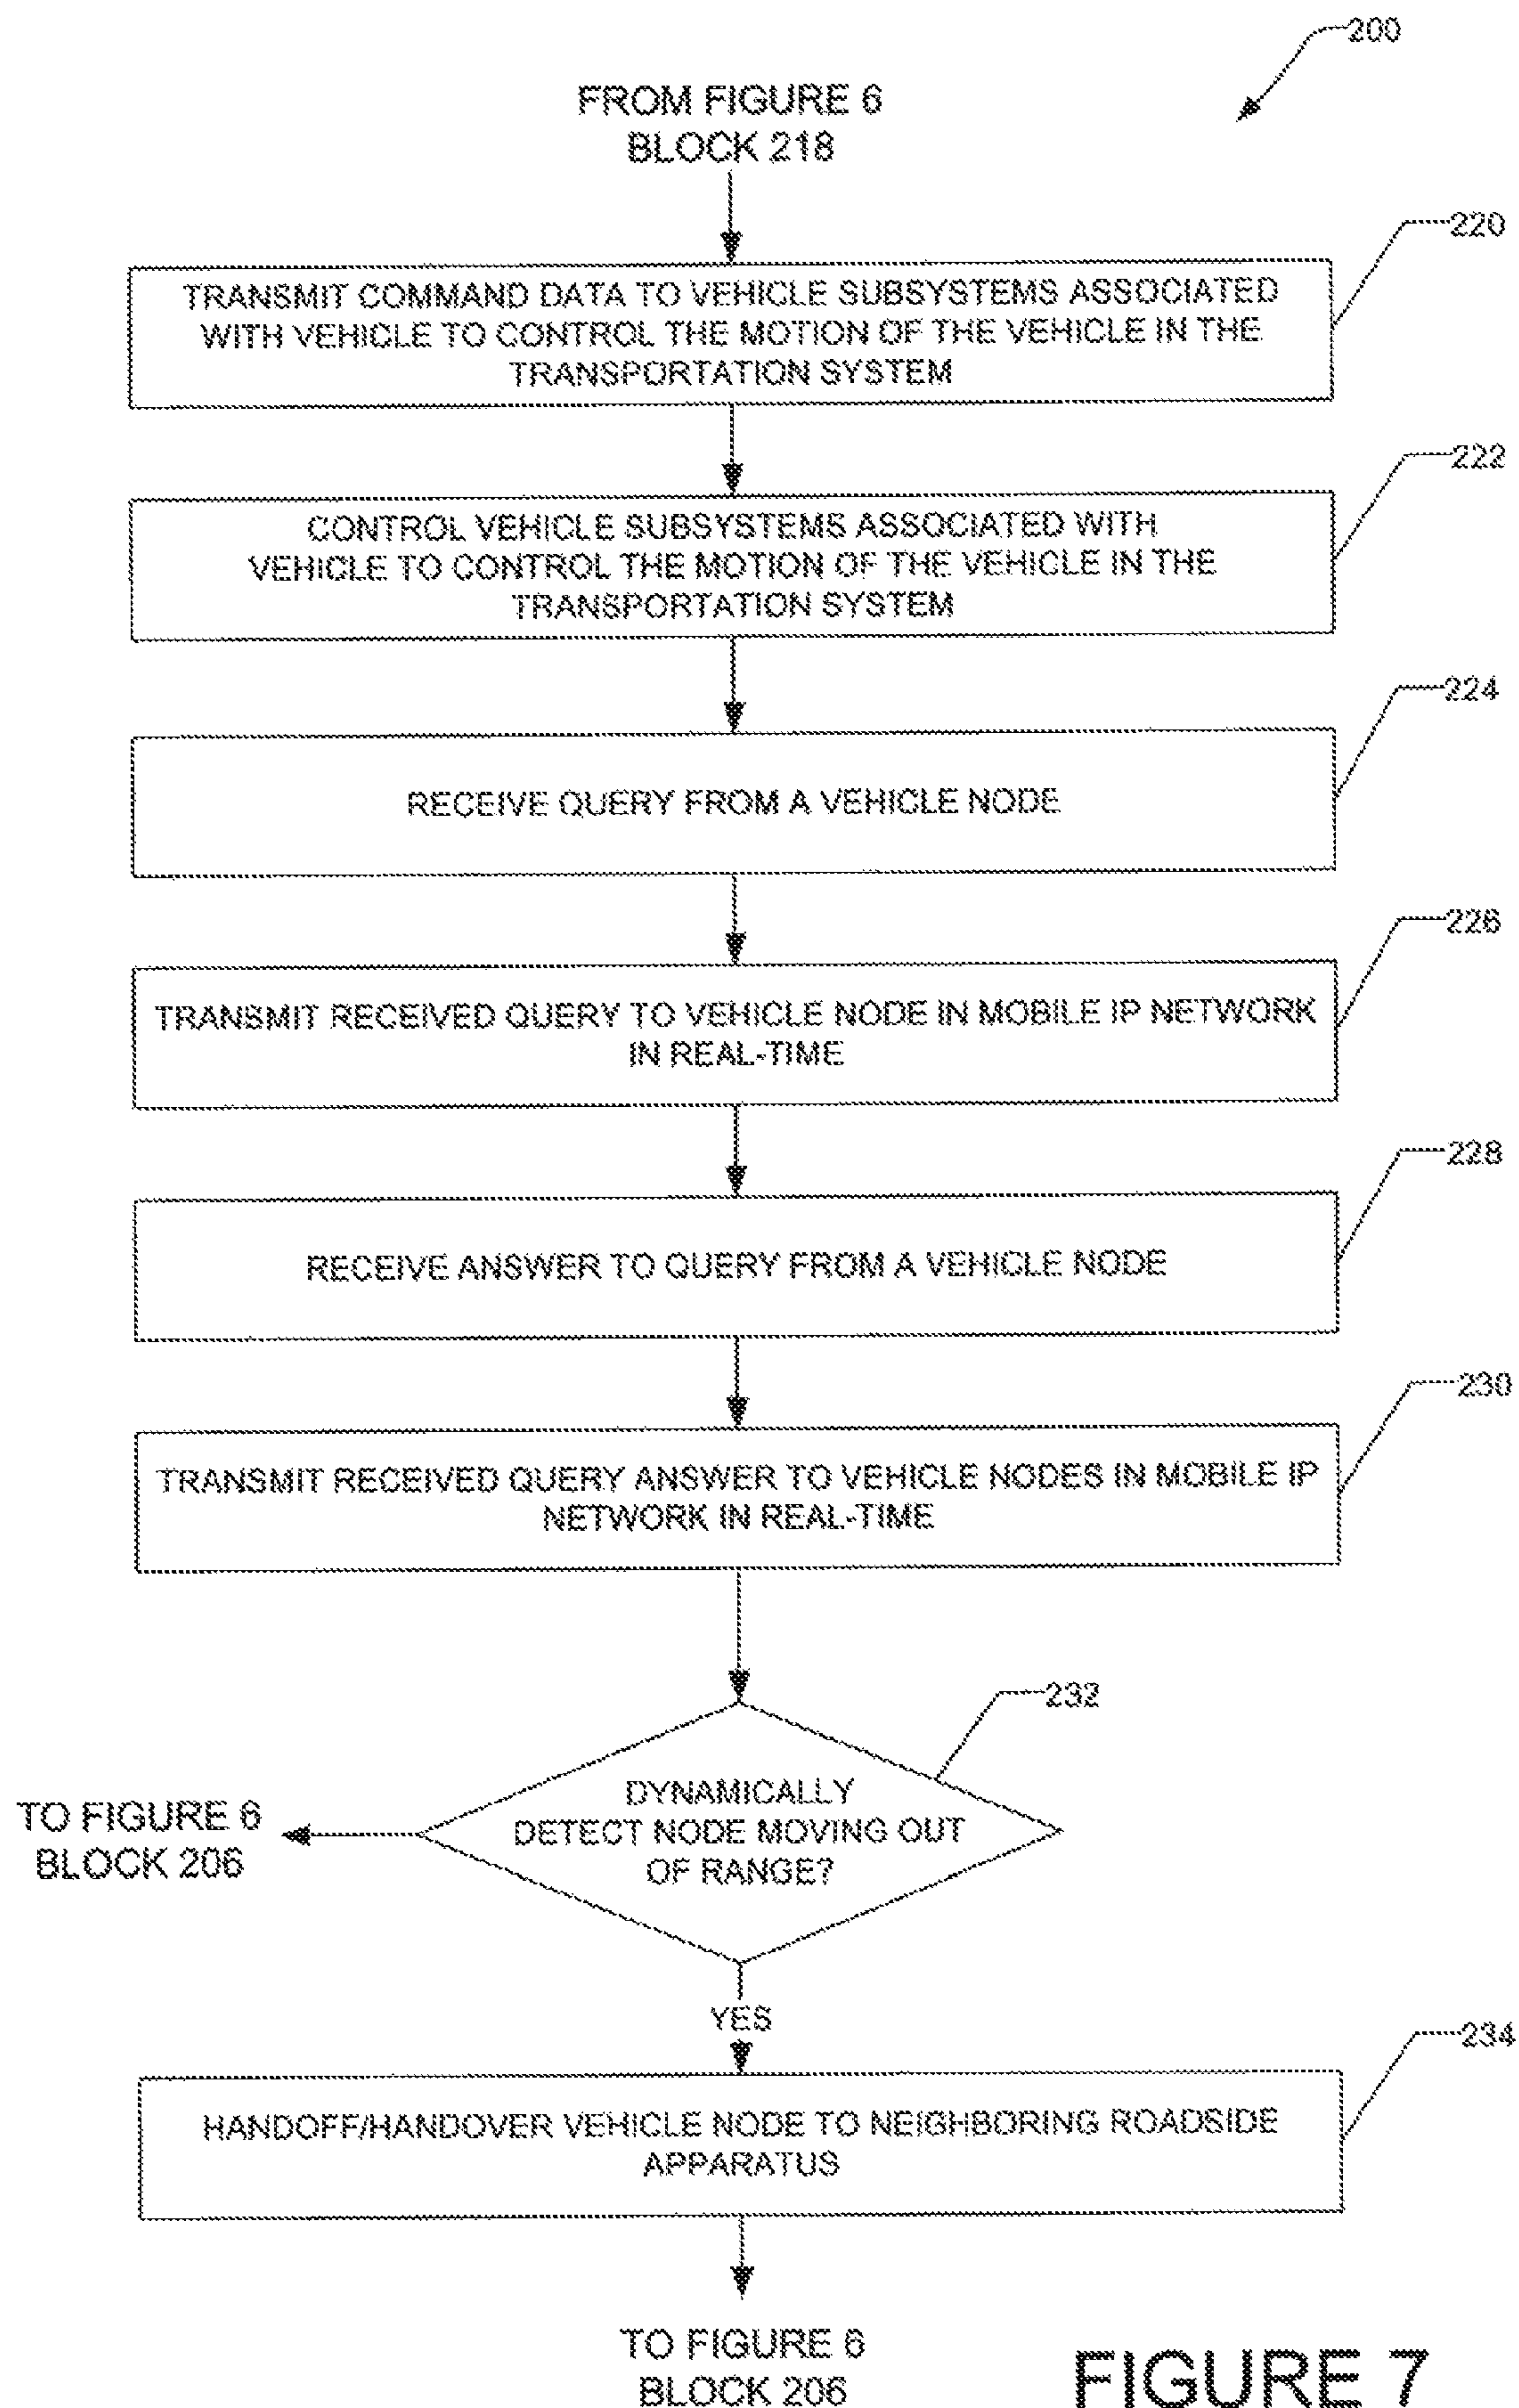 200
FROM FIGURE 6
BLOCK 218
220
TRANSMIT COMMAND DATA TO VEHICLE SUBSYSTEMS ASSOCIATED
WITH VEHICLE TO CONTROL THE MOTION OF THE VEHICLE IN THE
TRANSPORTATION SYSTEM
222
CONTROL VEHICLE SUBSYSTEMS ASSOCIATED WITH
VEHICLE TO CONTROL THE MOTION OF THE VEHICLE IN THE
TRANSPORTATION SYSTEM
224
RECEIVE QUERY FROM A VEHICLE NODE
226
TRANSMIT RECEIVED QUERY TO VEHICLE NODE IN MOBILE IP NETWORK
IN REAL-TIME
228
RECEIVE ANSWER TO QUERY FROM A VEHICLE NODE
230
TRANSMIT RECEIVED QUERY ANSWER TO VEHICLE NODES IN MOBILE IP
NETWORK IN REAL-TIME
232
DYNAMICALLY
DETECT NODE MOVING OUT
OF RANGE?
TO FIGURE 6
BLOCK 206
YES
234
HANDOFF/HANDOVER VEHICLE NODE TO NEIGHBORING ROADSIDE
APPARATUS
TO FIGURE 6
BLOCK 206
FIGURE 7